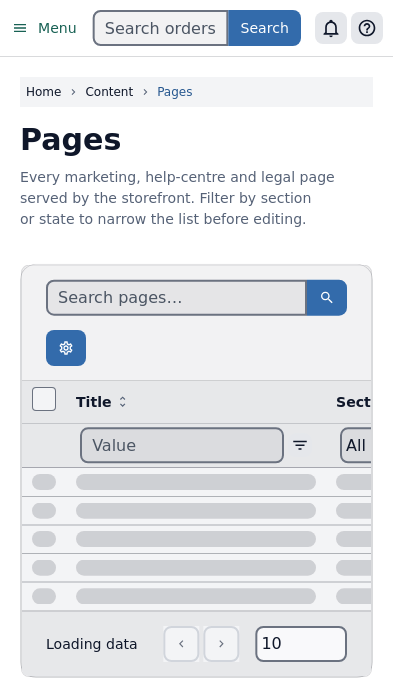 Menu
Search orders
Search
Home
Content
Pages
Pages
Every marketing, help-centre and legal page
served by the storefront. Filter by section
or state to narrow the list before editing.
Search pages...
Title
Sect
Value
All
Loading data
10